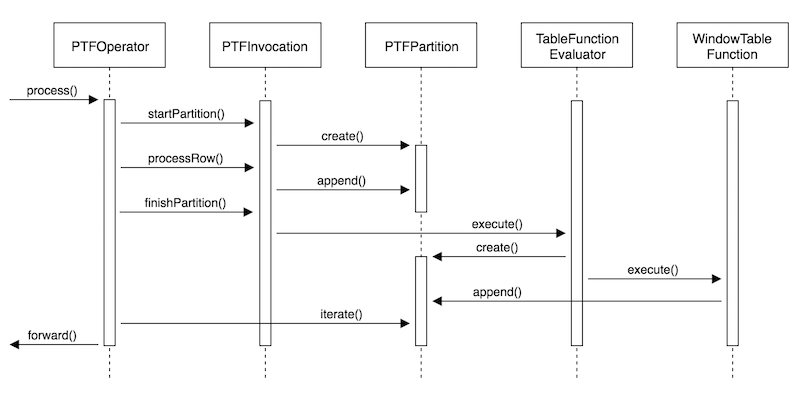 PTFOperator
PTFInvocation
PTFPartition
TableFunction
Evaluator
WindowTable
Function
process()
startPartition()
create()
processRow()
append()
finishPartition()
execute()
create()
execute()
append()
iterate()
forward()